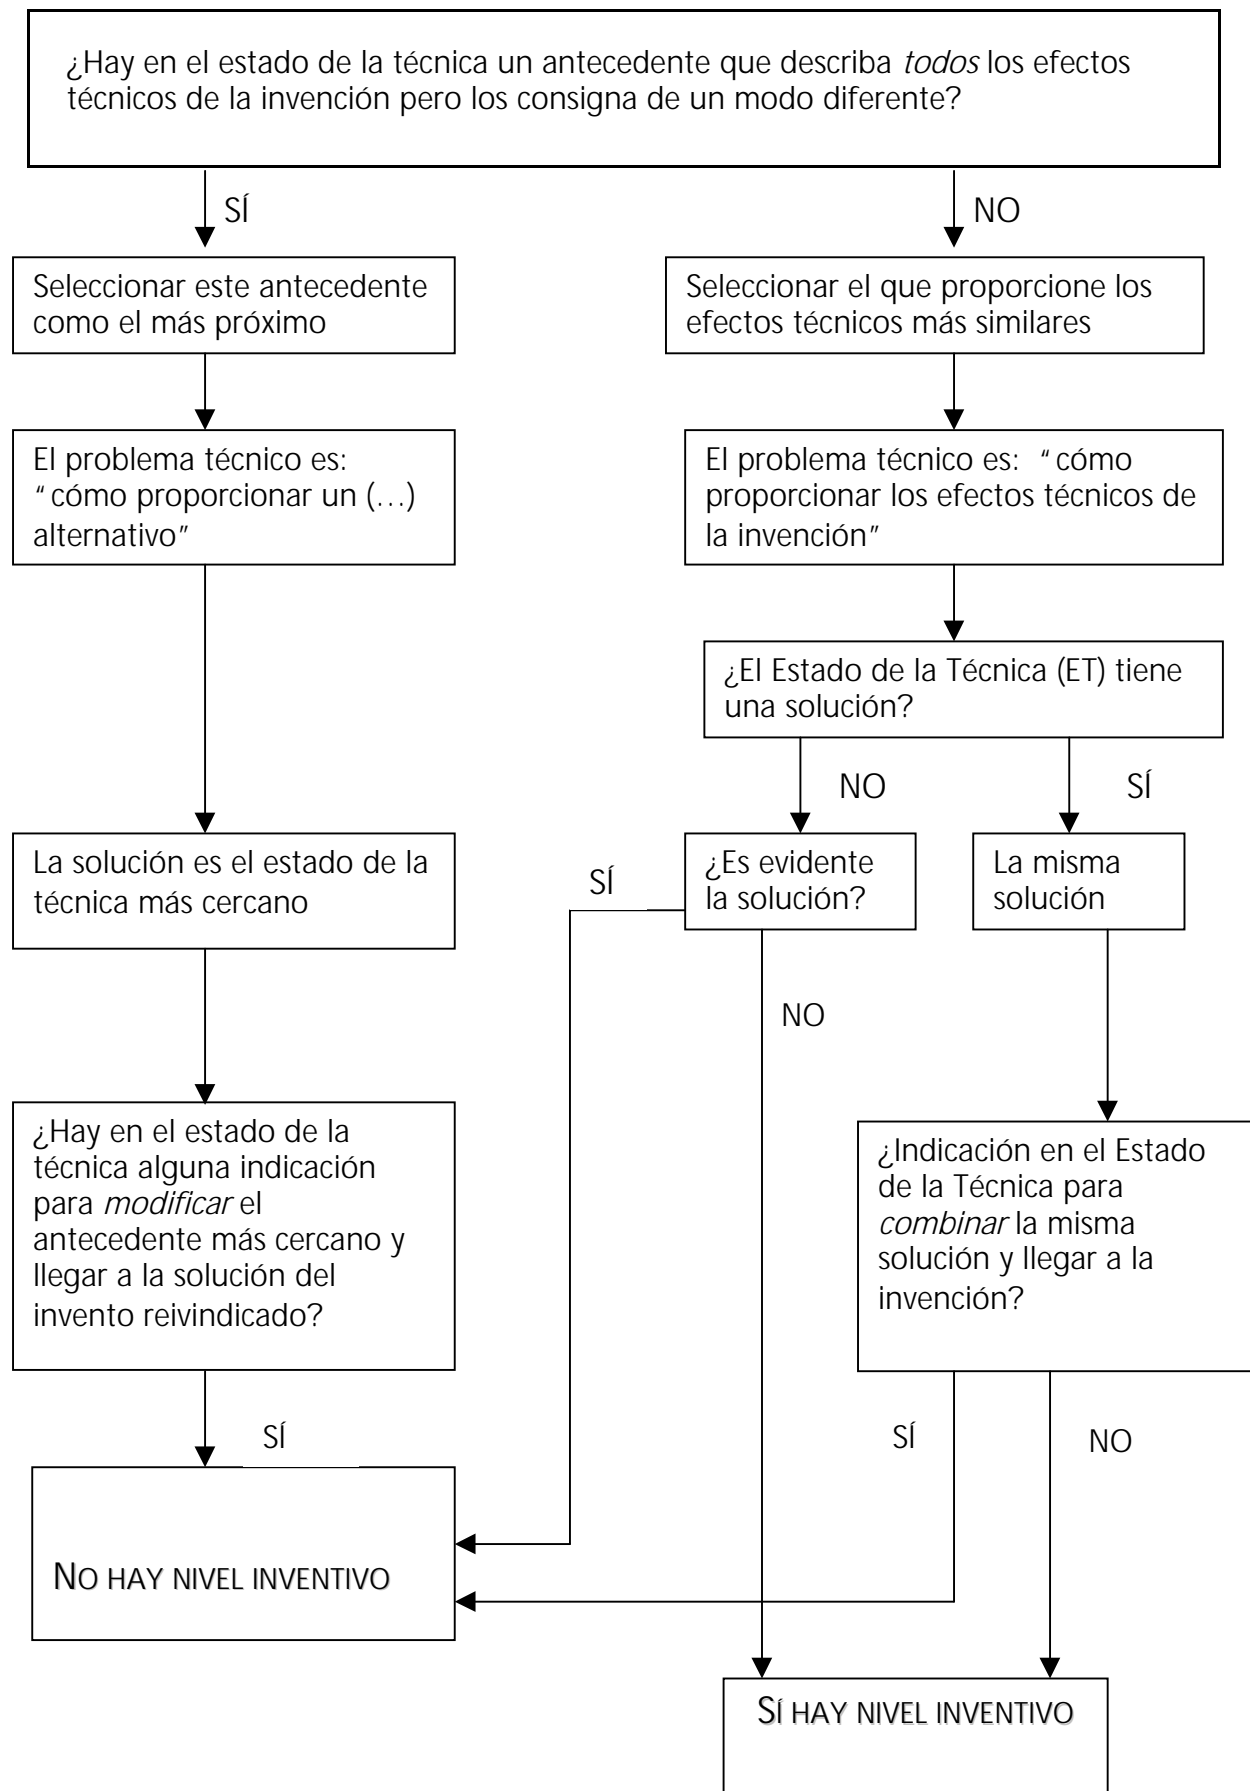 ¿Hay en el estado de la técnica un antecedente que describa todos los efectos
técnicos de la invención pero los consigna de un modo diferente?
SÍ
NO
Seleccionar este antecedente
como el más próximo
Seleccionar el que proporcione los
efectos técnicos más similares
El problema técnico es:
“cómo proporcionar un (…)
alternativo”
El problema técnico es: “cómo
proporcionar los efectos técnicos de
la invención”
¿El Estado de la Técnica (ET) tiene
una solución?
NO
SÍ
La solución es el estado de la
técnica más cercano
SÍ
¿Es evidente
la solución?
La misma
solución
NO
¿Hay en el estado de la
técnica alguna indicación
para modificar el
antecedente más cercano y
llegar a la solución del
invento reivindicado?
¿Indicación en el Estado
de la Técnica para
combinar la misma
solución y llegar a la
invención?
SÍ
SÍ
NO
NO HAY NIVEL INVENTIVO
SÍ HAY NIVEL INVENTIVO